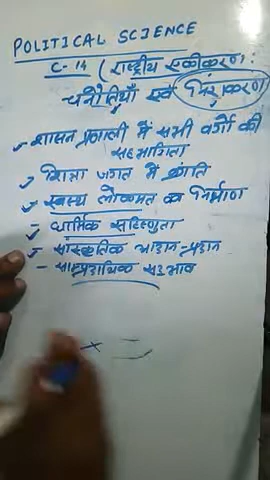 POLITICAL SCIENCE
C-14 (राष्ट्रीय एकीकरण:
चुनौतियाँ एवं निराकरण)
शासन प्रणाली में सभी वर्गों की
सहभागिता
शिक्षा जगत में क्रांति
स्वस्थ लोकमत का निर्माण
धार्मिक सहिष्णुता
सांस्कृतिक आदान-प्रदान
साम्प्रदायिक सद्भाव